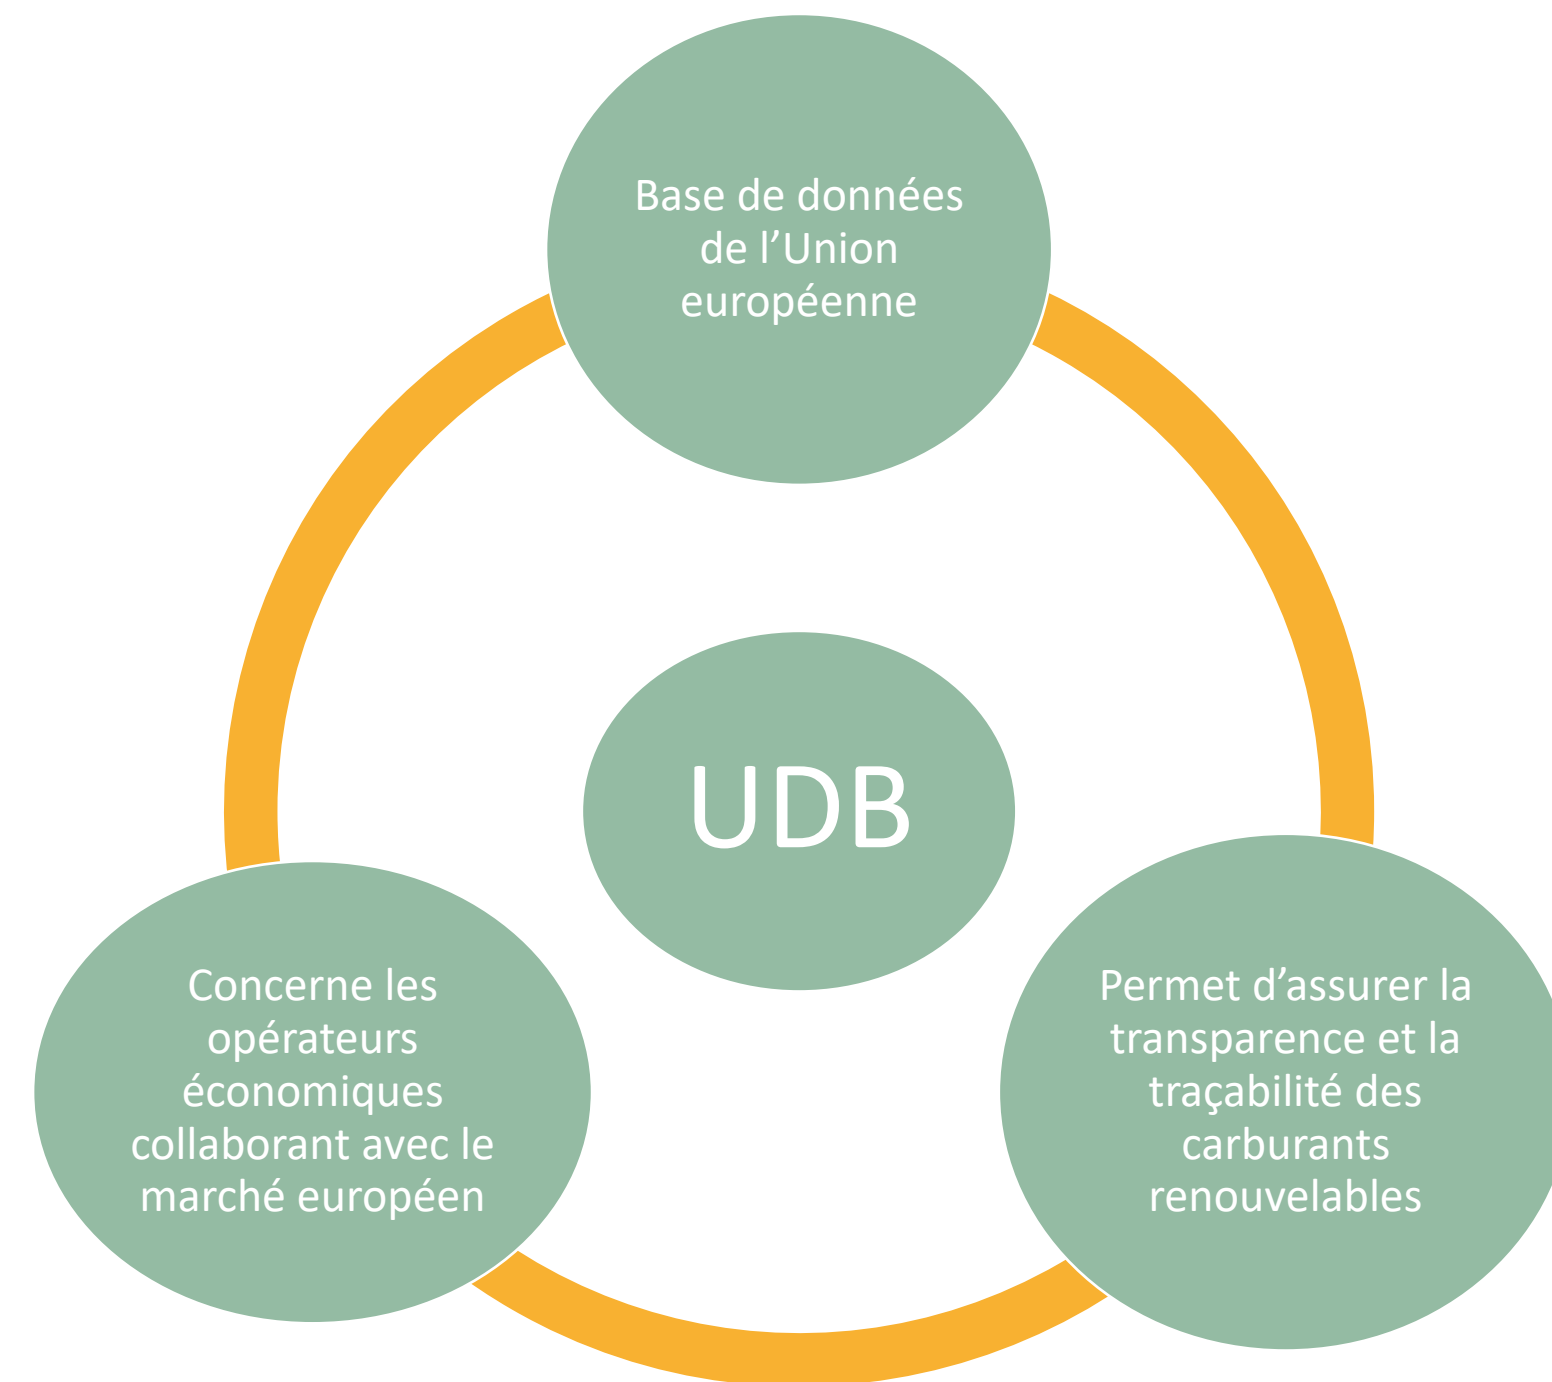 Base de données
de l’Union
européenne
UDB
Concerne les
opérateurs
économiques
collaborant avec le
marché européen
Permet d’assurer la
transparence et la
traçabilité des
carburants
renouvelables